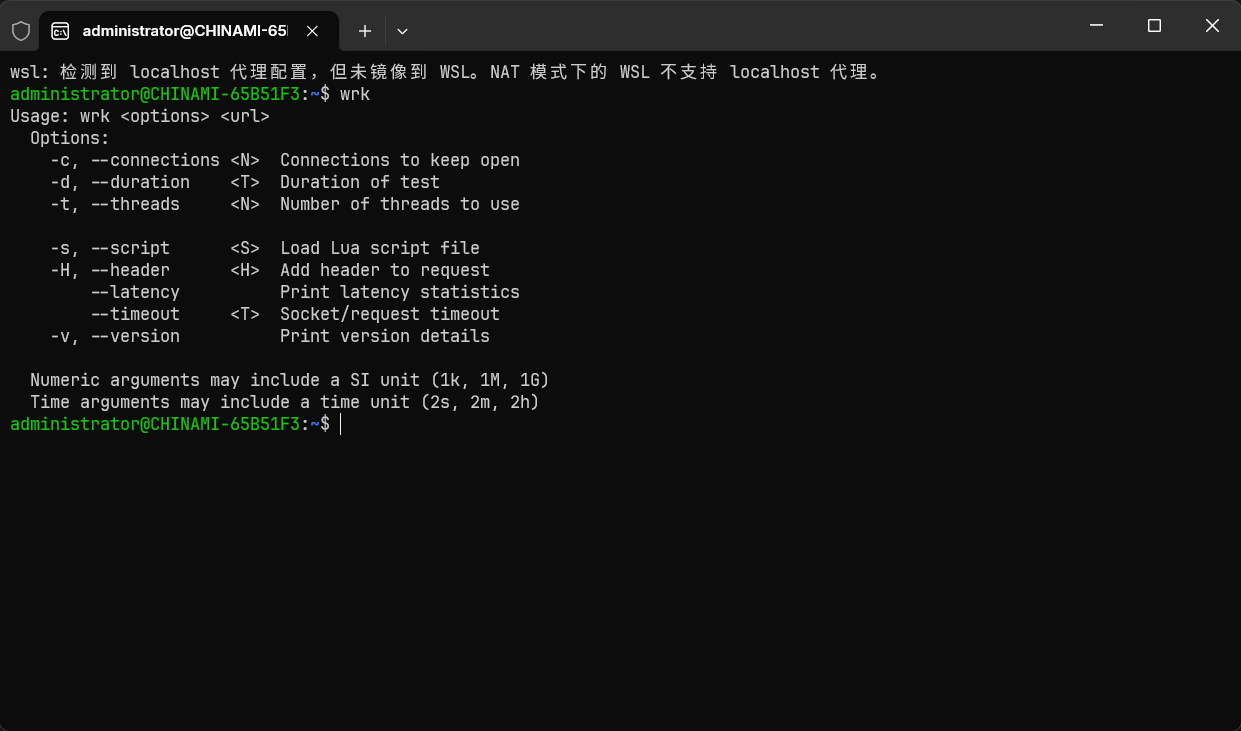 administrator@CHINAMI-65
wsl: 检测到 localhost 代理配置，但未镜像到 WSL。NAT 模式下的 WSL 不支持 localhost 代理。
administrator@CHINAMI-65B51F3:~$ wrk
Usage: wrk <options> <url>
  Options:
    -c, --connections <N>  Connections to keep open
    -d, --duration    <T>  Duration of test
    -t, --threads     <N>  Number of threads to use

    -s, --script      <S>  Load Lua script file
    -H, --header      <H>  Add header to request
        --latency          Print latency statistics
        --timeout     <T>  Socket/request timeout
    -v, --version          Print version details

  Numeric arguments may include a SI unit (1k, 1M, 1G)
  Time arguments may include a time unit (2s, 2m, 2h)
administrator@CHINAMI-65B51F3:~$